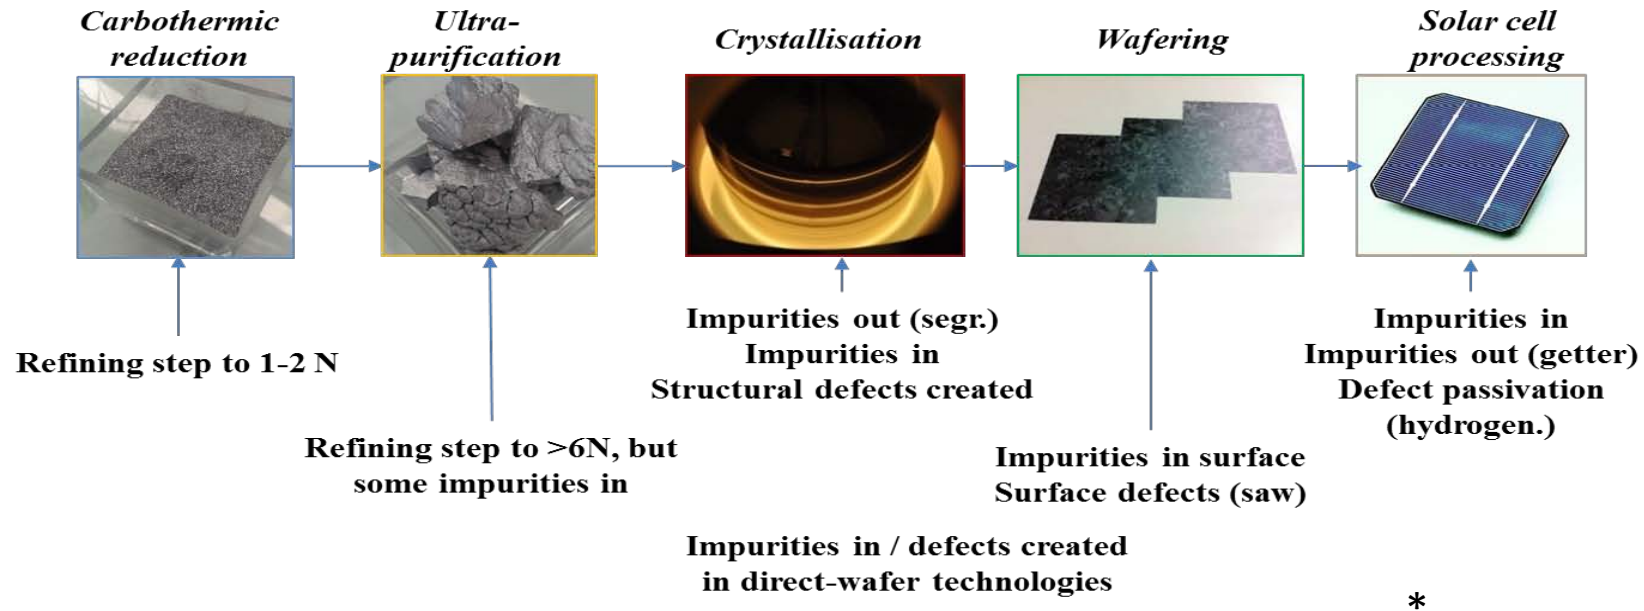 Carbothermic
reduction
Ultra-
purification
Crystallisation
Wafering
Solar cell
processing
Refining step to 1-2 N
Refining step to >6N, but
some impurities in
Impurities out (segr.)
Impurities in
Structural defects created
Impurities in surface
Surface defects (saw)
Impurities in
Impurities out (getter)
Defect passivation
(hydrogen.)
Impurities in / defects created
in direct-wafer technologies
*